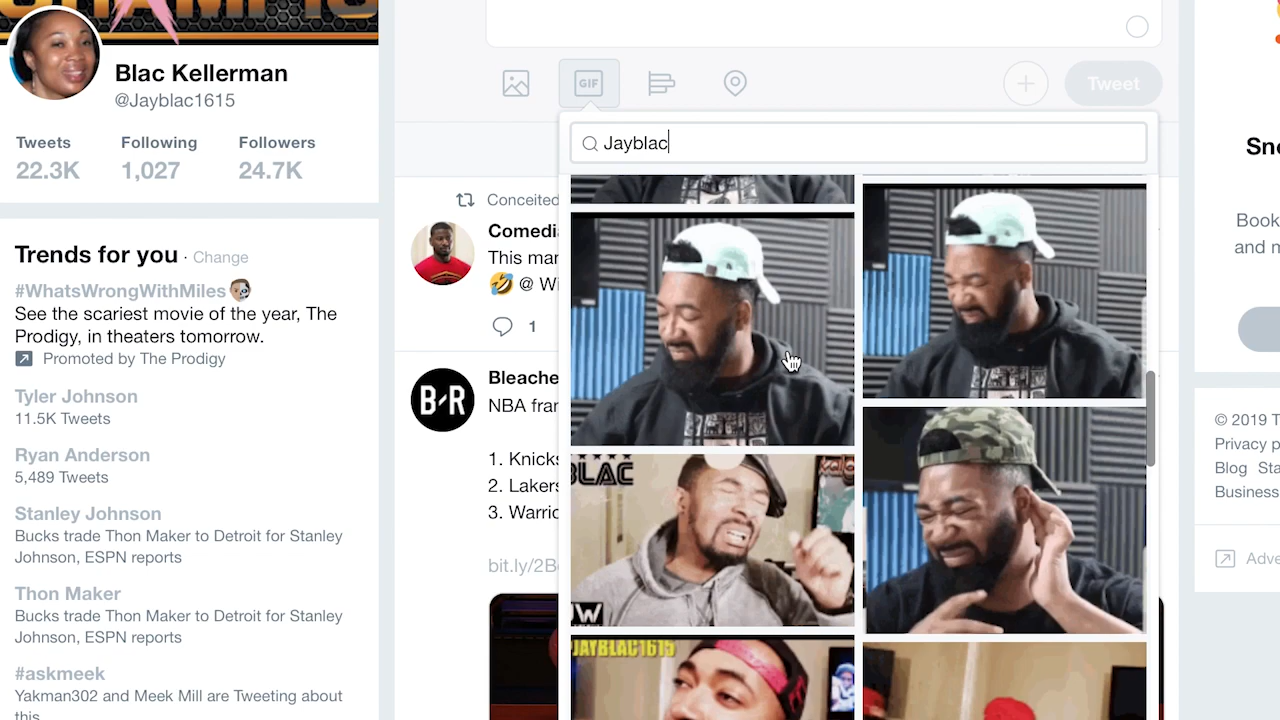 Blac Kellerman
@Jayblac1615
Tweets
Following
Followers
22.3K
1,027
24.7K
Trends for you · Change
#WhatsWrongWithMiles
See the scariest movie of the year, The
Prodigy, in theaters tomorrow.
Promoted by The Prodigy
Tyler Johnson
11.5K Tweets
Ryan Anderson
5,489 Tweets
Stanley Johnson
Bucks trade Thon Maker to Detroit for Stanley
Johnson, ESPN reports
Thon Maker
Bucks trade Thon Maker to Detroit for Stanley
Johnson, ESPN reports
#askmeek
Yakman302 and Meek Mill are Tweeting about
this
GIF
Tweet
Jayblac
Conceited
Comedi
This mar
@ Wi
1
B R
Bleache
NBA fran
1. Knicks
2. Lakers
3. Warrio
bit.ly/2B
BLAC
W
JAYBLAC1615
Sno
Book
and m
© 2019 T
Privacy p
Blog Sta
Business
Adve